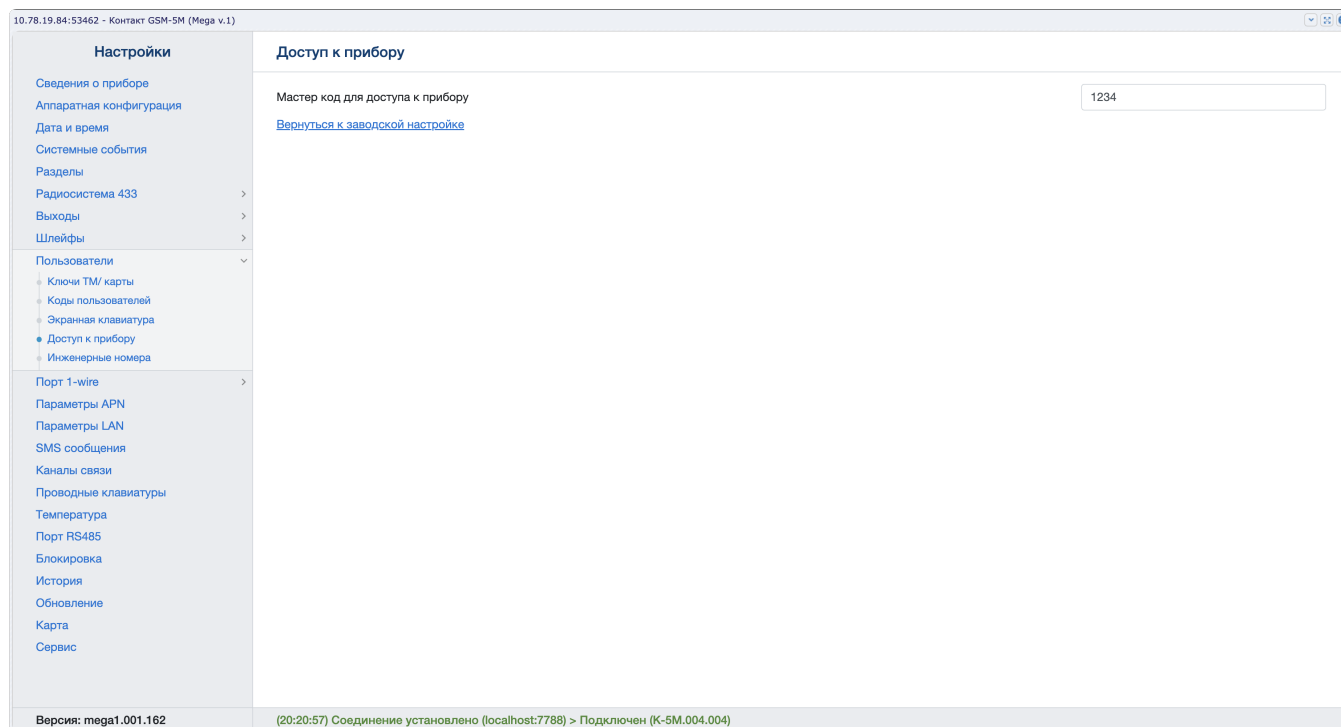 10.78.19.84:53462 - Контакт GSM-5M (Mega v.1)
Настройки
Сведения о приборе
Аппаратная конфигурация
Дата и время
Системные события
Разделы
Радиосистема 433
Выходы
Шлейфы
Пользователи
Ключи ТМ/ карты
Коды пользователей
Экранная клавиатура
Доступ к прибору
Инженерные номера
Порт 1-wire
Параметры APN
Параметры LAN
SMS сообщения
Каналы связи
Проводные клавиатуры
Температура
Порт RS485
Блокировка
История
Обновление
Карта
Сервис
Версия: mega1.001.162
Доступ к прибору
Мастер код для доступа к прибору 1234
Вернуться к заводской настройке
(20:20:57) Соединение установлено (localhost:7788) > Подключен (K-5M.004.004)